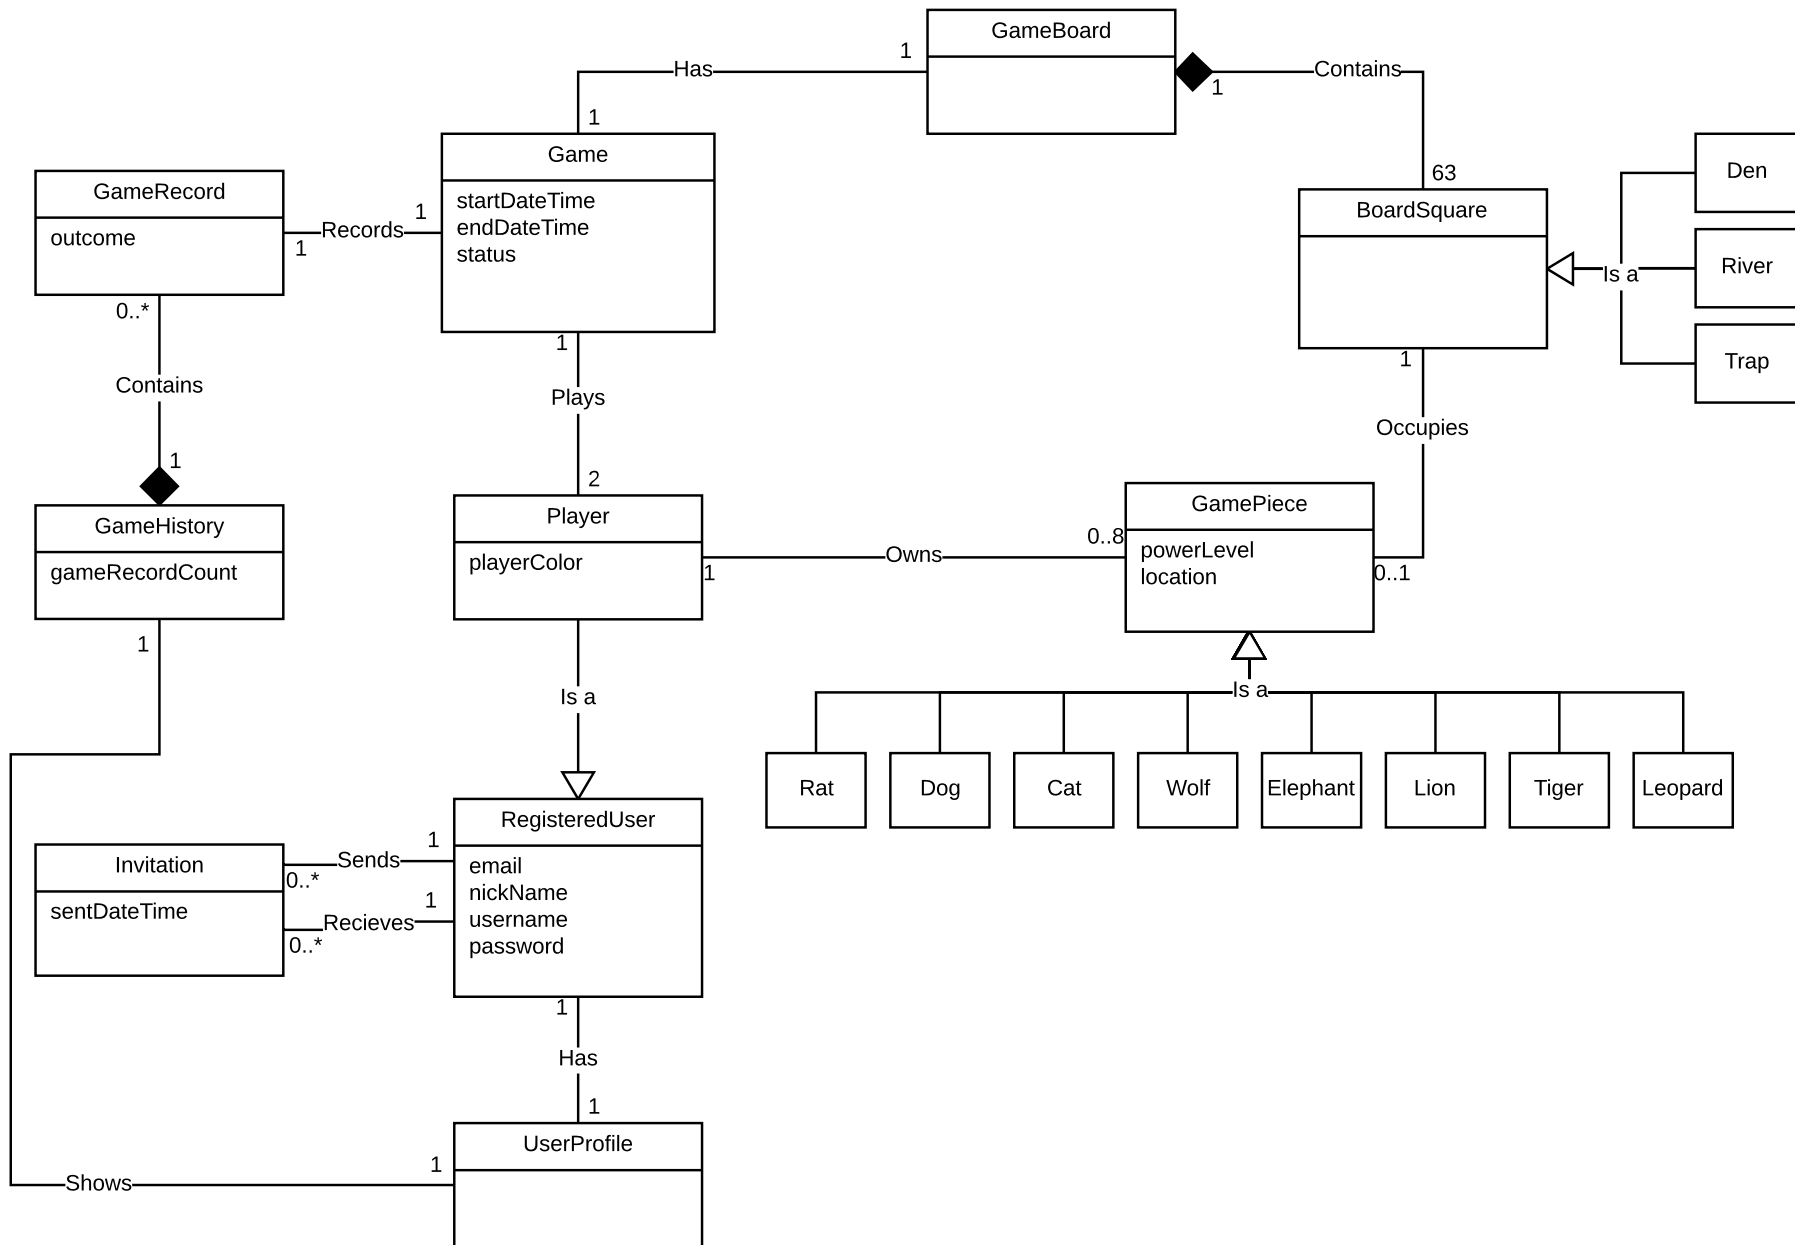 GameBoard
Has
1
1
Contains
1
63
Game
startDateTime
endDateTime
status
GameRecord
outcome
Records
1
1
BoardSquare
Den
River
Trap
Is a
0..*
Contains
1
1
Plays
2
1
Occupies
0..1
GameHistory
gameRecordCount
1
Player
playerColor
1
Owns
0..8
GamePiece
powerLevel
location
Is a
Is a
Rat
Dog
Cat
Wolf
Elephant
Lion
Tiger
Leopard
RegisteredUser
email
nickName
username
password
Invitation
sentDateTime
Sends
1
0..*
Recieves
1
0..*
1
Has
1
UserProfile
Shows
1